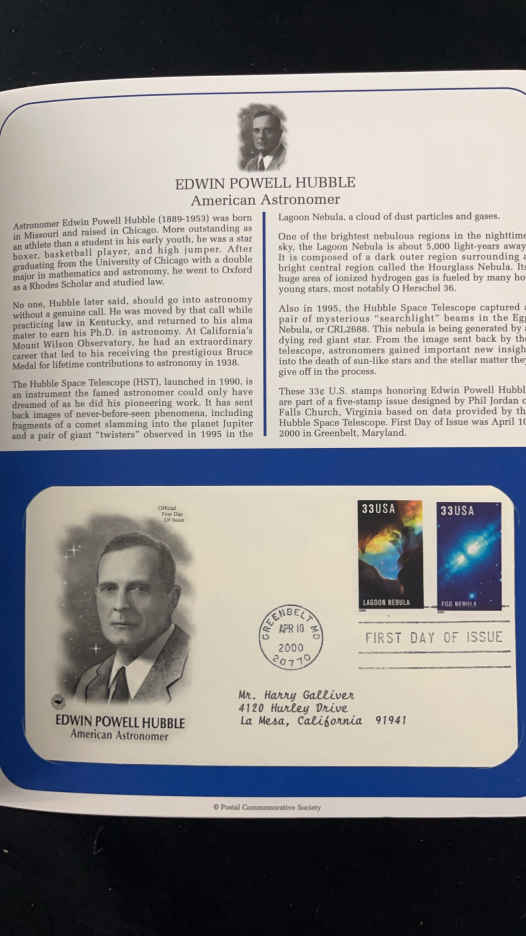 EDWIN POWELL HUBBLE
American Astronomer
Astronomer Edwin Powell Hubble (1889-1953) was born
in Missouri and raised in Chicago. More outstanding as
an athlete than a student in his early youth, he was a star
boxer, basketball player, and high jumper. After
graduating from the University of Chicago with a double
major in mathematics and astronomy, he went to Oxford
as a Rhodes Scholar and studied law.
No one, Hubble later said, should go into astronomy
without a genuine call. He was moved by that call while
practicing law in Kentucky, and returned to his alma
mater to earn his Ph.D. in astronomy. At California's
Mount Wilson Observatory, he had an extraordinary
career that led to his receiving the prestigious Bruce
Medal for lifetime contributions to astronomy in 1938.
The Hubble Space Telescope (HST), launched in 1990, is
an instrument the famed astronomer could only have
dreamed of as he did his pioneering work. It has sent
back images of never-before-seen phenomena, including
fragments of a comet slamming into the planet Jupiter
and a pair of giant "twisters" observed in 1995 in the
Lagoon Nebula, a cloud of dust particles and gases.
One of the brightest nebulous regions in the nighttime
sky, the Lagoon Nebula is about 5,000 light-years away.
It is composed of a dark outer region surrounding a
bright central region called the Hourglass Nebula. Its
huge area of ionized hydrogen gas is fueled by many ho
young stars, most notably O Herschel 36.
Also in 1995, the Hubble Space Telescope captured a
pair of mysterious "searchlight" beams in the Eg
Nebula, or CRL2688. This nebula is being generated by a
dying red giant star. From the image sent back by the
telescope, astronomers gained important new insigh
into the death of sun-like stars and the stellar matter they
give off in the process.
These 33¢ U.S. stamps honoring Edwin Powell Hubbl
are part of a five-stamp issue designed by Phil Jordan o
Falls Church, Virginia based on data provided by th
Hubble Space Telescope. First Day of Issue was April 10
2000 in Greenbelt, Maryland.
Official
First Day
Of Issue
33USA
LAGOON NEBULA
33USA
EGG NEBULA
GREENBELT MD
APR 10
2000
20770
FIRST DAY OF ISSUE
Mr. Harry Galliver
4120 Hurley Drive
La Mesa, California 91941
EDWIN POWELL HUBBLE
American Astronomer
© Postal Commemorative Society